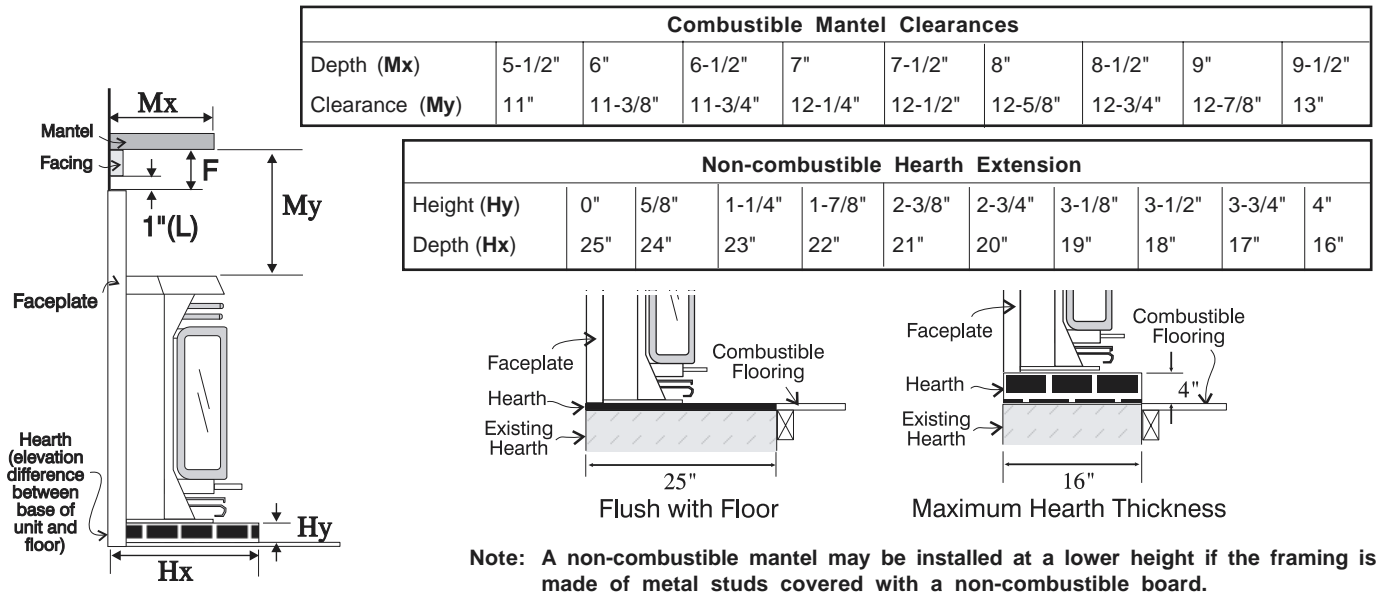 Combustible Mantel Clearances
Depth (Mx) 5-1/2" 6" 6-1/2" 7" 7-1/2" 8" 8-1/2" 9" 9-1/2"
Clearance (My) 11" 11-3/8" 11-3/4" 12-1/4" 12-1/2" 12-5/8" 12-3/4" 12-7/8" 13"
Non-combustible Hearth Extension
Height (Hy) 0" 5/8" 1-1/4" 1-7/8" 2-3/8" 2-3/4" 3-1/8" 3-1/2" 3-3/4" 4"
Depth (Hx) 25" 24" 23" 22" 21" 20" 19" 18" 17" 16"
Mx
Mantel
Facing
F
My
1"(L)
Faceplate
Hearth
(elevation
difference
between
base of
unit and
floor)
Hy
Hx
Faceplate
Combustible
Flooring
Hearth
Existing
Hearth
25"
Flush with Floor
Faceplate
Combustible
Flooring
Hearth
4"
Existing
Hearth
16"
Maximum Hearth Thickness
Note: A non-combustible mantel may be installed at a lower height if the framing is
made of metal studs covered with a non-combustible board.